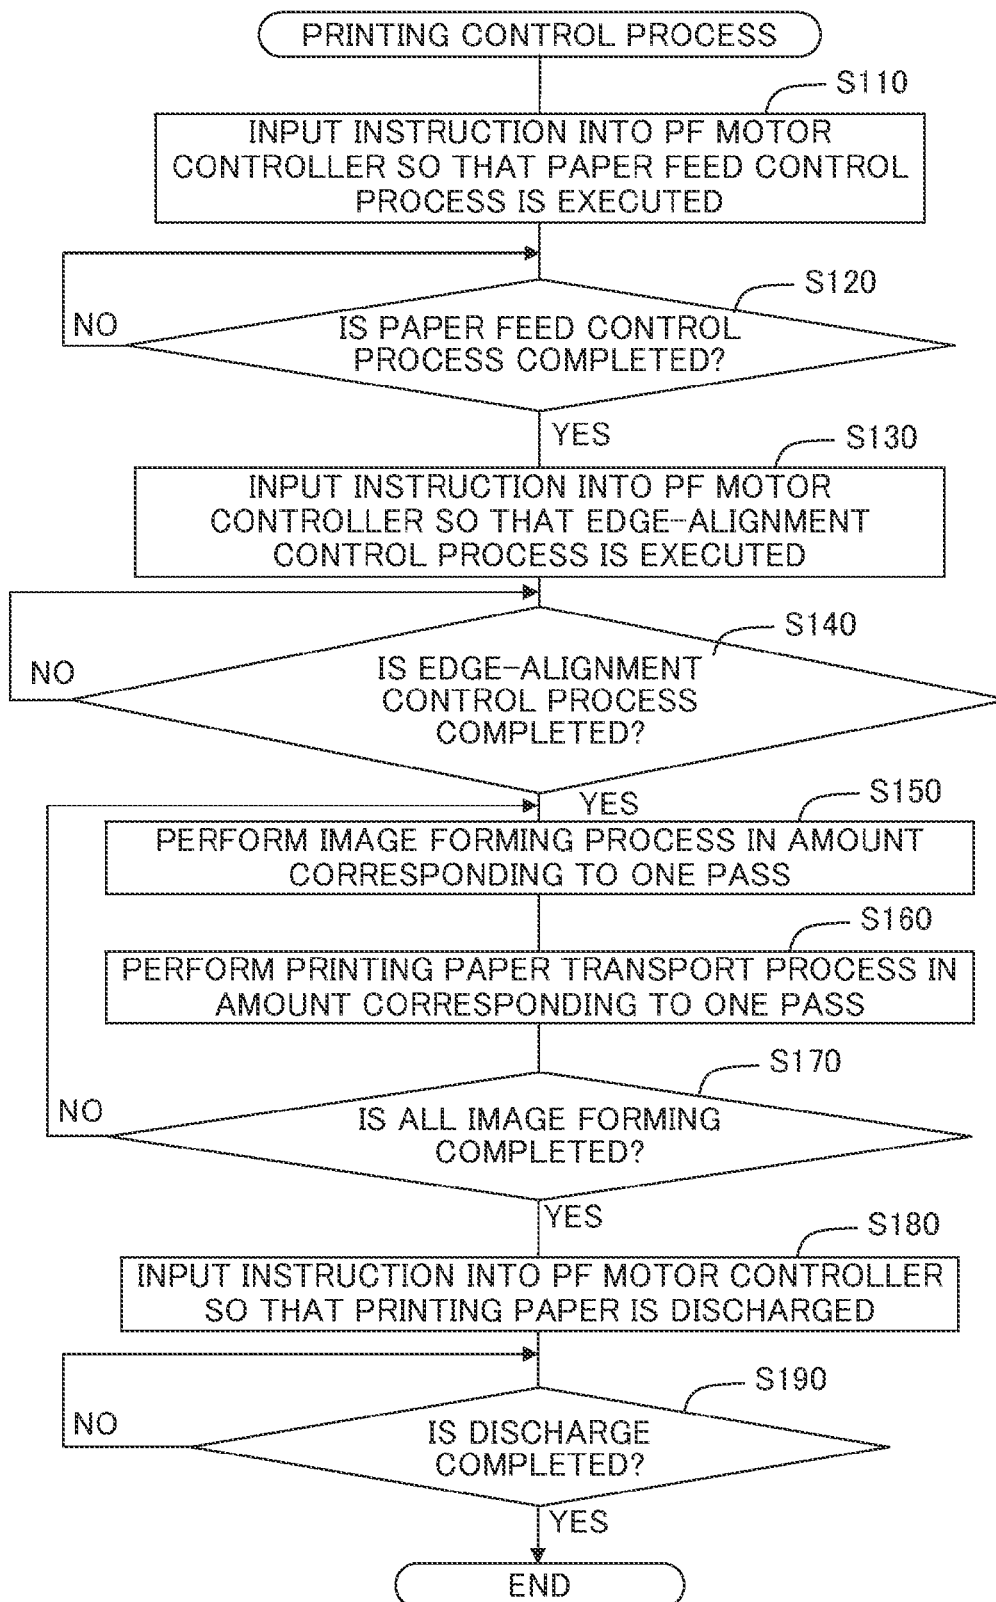 PRINTING CONTROL PROCESS
S110
INPUT INSTRUCTION INTO PF MOTOR
CONTROLLER SO THAT PAPER FEED CONTROL
PROCESS IS EXECUTED
S120
NO
IS PAPER FEED CONTROL
PROCESS COMPLETED?
YES
S130
INPUT INSTRUCTION INTO PF MOTOR
CONTROLLER SO THAT EDGE-ALIGNMENT
CONTROL PROCESS IS EXECUTED
S140
NO
IS EDGE-ALIGNMENT
CONTROL PROCESS
COMPLETED?
YES
S150
PERFORM IMAGE FORMING PROCESS IN AMOUNT
CORRESPONDING TO ONE PASS
S160
PERFORM PRINTING PAPER TRANSPORT PROCESS IN
AMOUNT CORRESPONDING TO ONE PASS
S170
NO
IS ALL IMAGE FORMING
COMPLETED?
YES
S180
INPUT INSTRUCTION INTO PF MOTOR CONTROLLER
SO THAT PRINTING PAPER IS DISCHARGED
S190
NO
IS DISCHARGE
COMPLETED?
YES
END